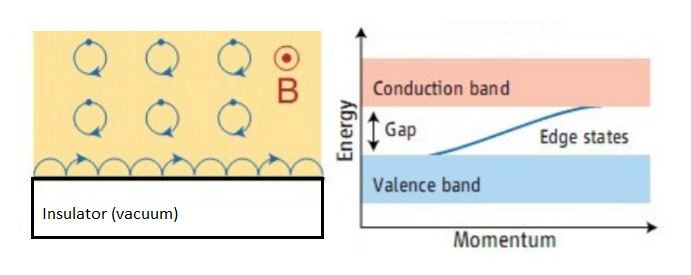 B
Insulator (vacuum)
Energy
Conduction band
Gap
Edge states
Valence band
Momentum